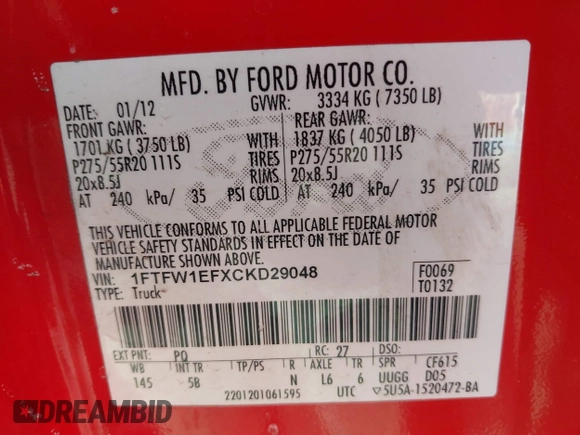 MFD. BY FORD MOTOR CO.
DATE: 01/12 GVWR: 3334 KG ( 7350 LB)
FRONT GAWR: REAR GAWR:
1701 KG ( 3750 LB) WITH 1837 KG ( 4050 LB) WITH
P275/55R20 111S TIRES P275/55R20 111S TIRES
20x8.5J RIMS 20x8.5J RIMS
AT 240 kPa/ 35 PSI COLD AT 240 kPa/ 35 PSI COLD
THIS VEHICLE CONFORMS TO ALL APPLICABLE FEDERAL MOTOR
VEHICLE SAFETY STANDARDS IN EFFECT ON THE DATE OF
MANUFACTURE SHOWN ABOVE.
VIN: 1FTFW1EFXCKD29048 F0069
TYPE: Truck T0132
EXT PNT: PQ RC: 27 DSO:
WB INT TR TP/PS R AXLE TR SPR CF615
145 5B N L6 6 UUGG D05
2201201061595 UTC 5U5A-1520472-BA
DREAMBID